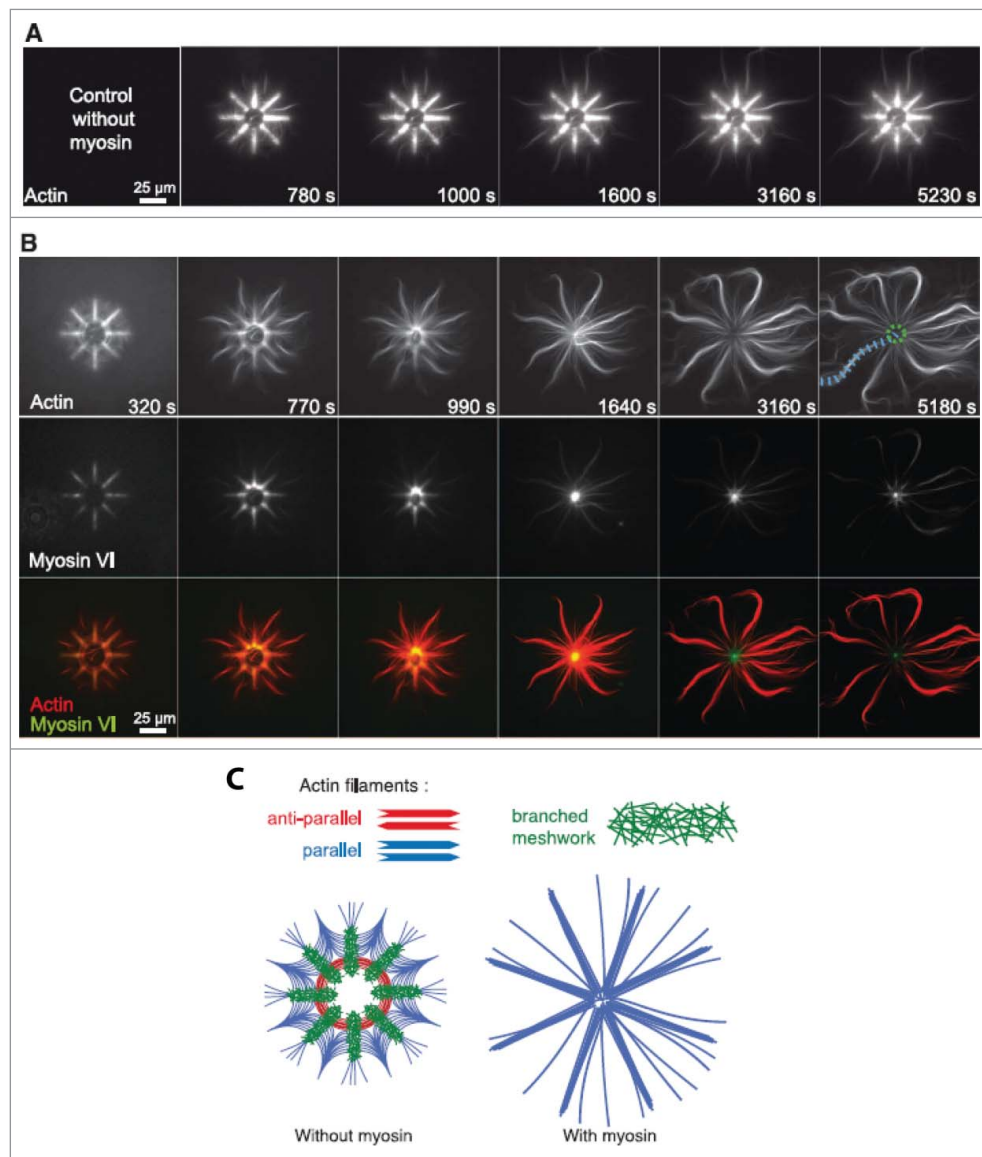 A
Control
without
myosin
Actin
25 µm
780 s
1000 s
1600 s
3160 s
5230 s
B
Actin
320 s
770 s
990 s
1640 s
3160 s
5180 s
Myosin VI
Actin
Myosin VI
25 µm
C
Actin filaments :
anti-parallel
parallel
branched
meshwork
Without myosin
With myosin